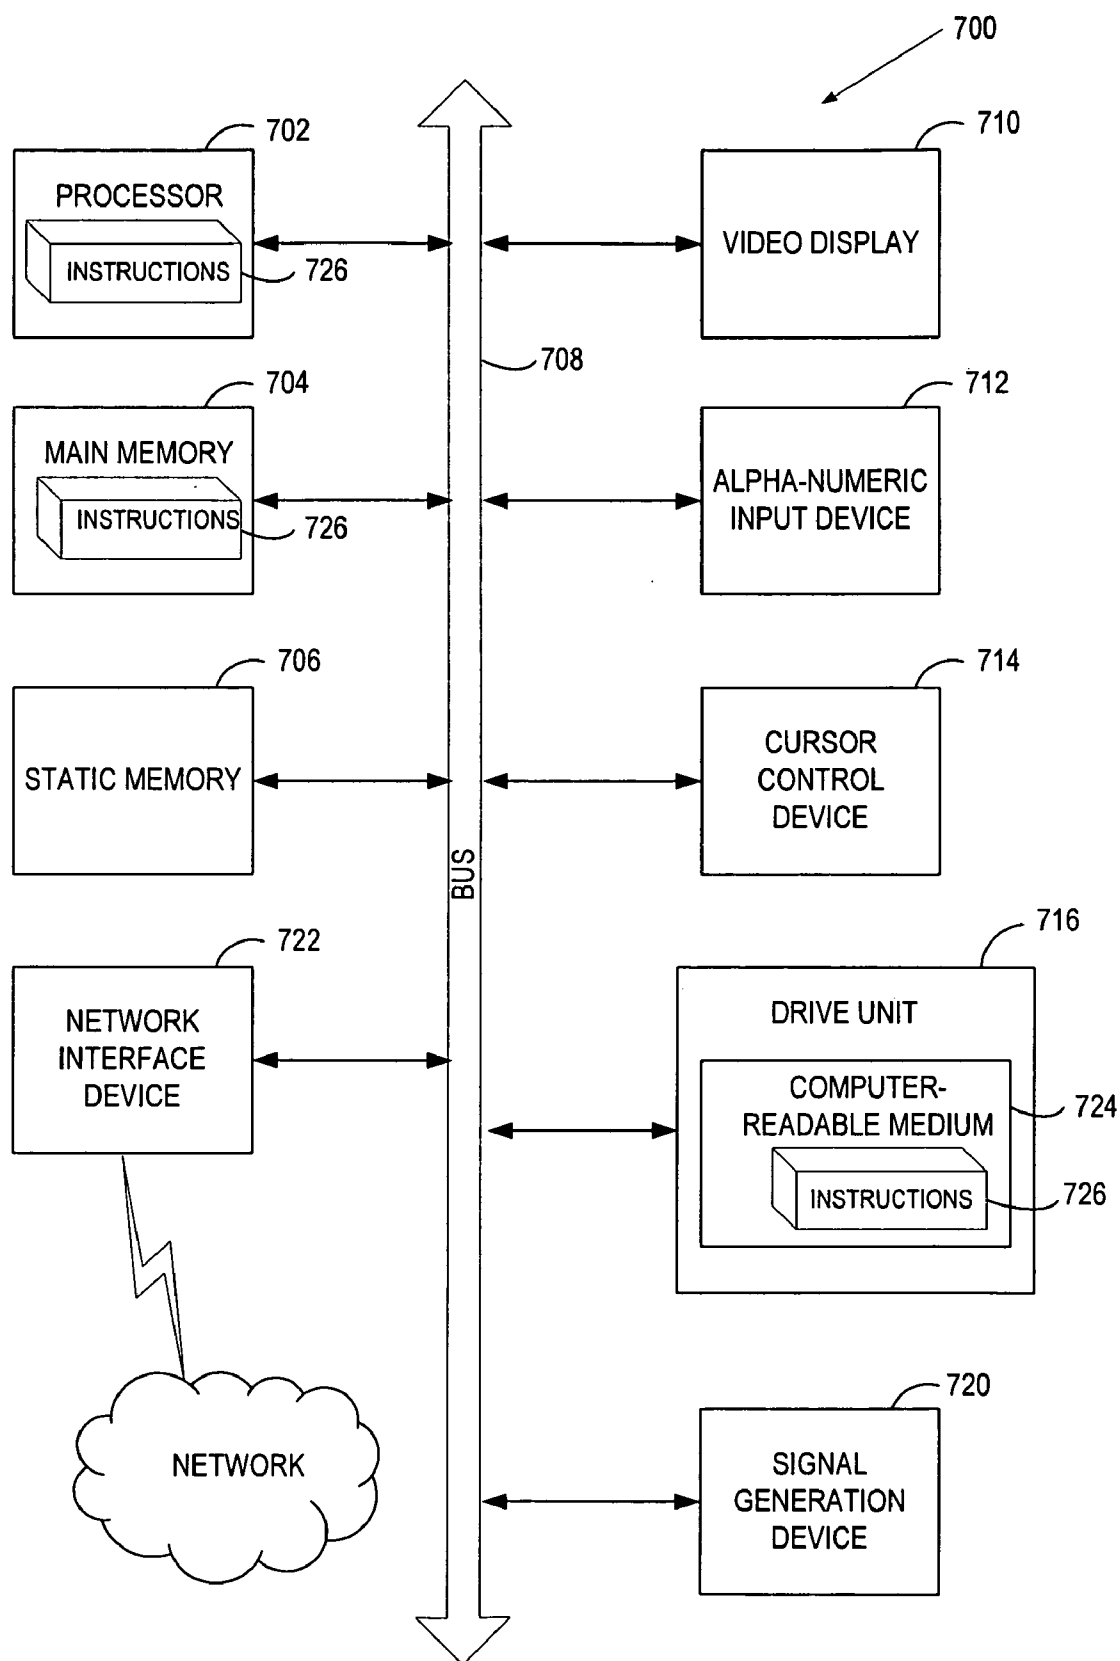 700
702
PROCESSOR
INSTRUCTIONS
726
710
VIDEO DISPLAY
708
704
MAIN MEMORY
INSTRUCTIONS
726
712
ALPHA-NUMERIC
INPUT DEVICE
706
STATIC MEMORY
714
CURSOR
CONTROL
DEVICE
BUS
722
NETWORK
INTERFACE
DEVICE
716
DRIVE UNIT
COMPUTER-
READABLE MEDIUM
724
INSTRUCTIONS
726
NETWORK
720
SIGNAL
GENERATION
DEVICE